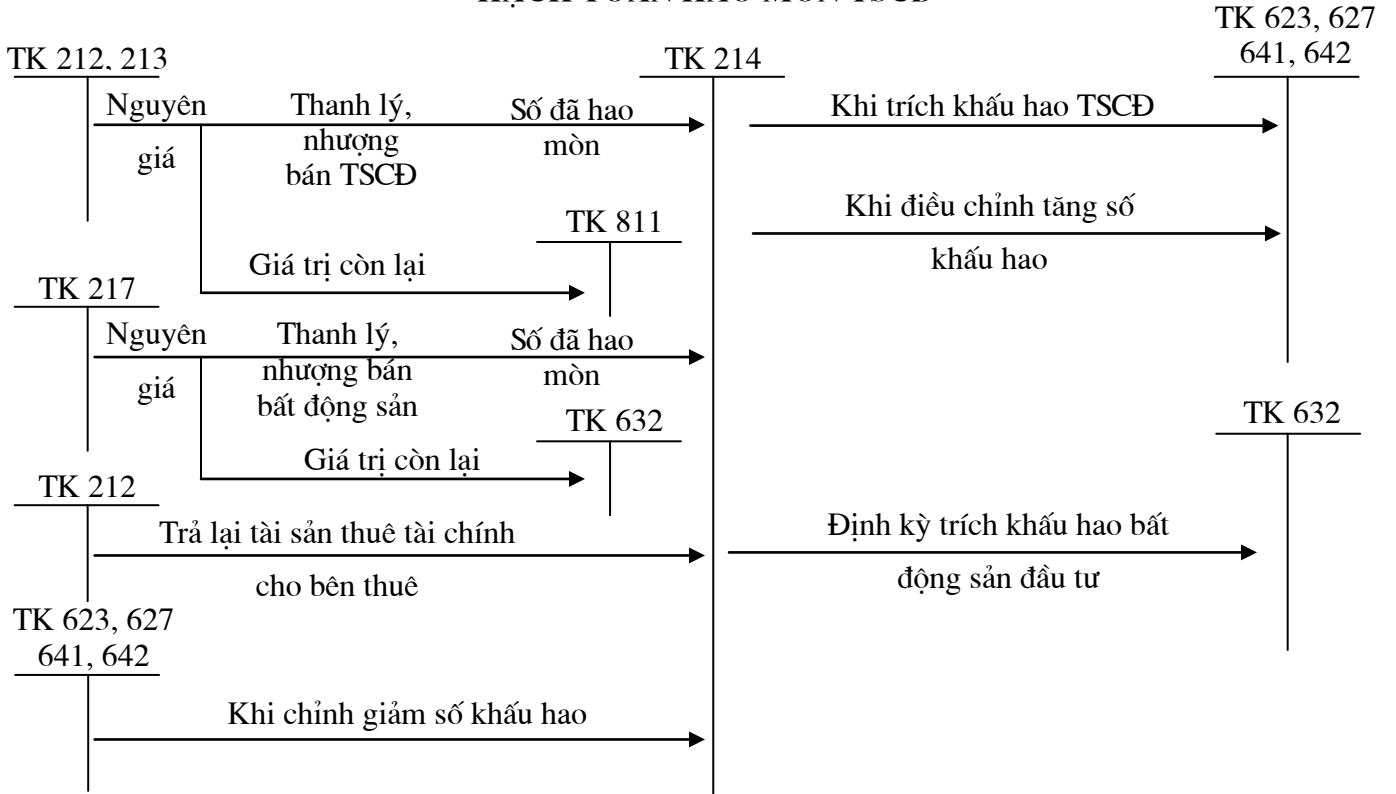 HẠCH TOÁN HAO MÒN TSCĐ
TK 623, 627
641, 642
TK 212, 213
TK 214
Nguyên
giá
Thanh lý,
nhượng
bán TSCĐ
Số đã hao
mòn
Khi trích khấu hao TSCĐ
TK 811
Giá trị còn lại
Khi điều chỉnh tăng số
khấu hao
TK 217
Nguyên
giá
Thanh lý,
nhượng bán
bất động sản
Số đã hao
mòn
TK 632
Giá trị còn lại
TK 632
TK 212
Trả lại tài sản thuê tài chính
cho bên thuê
Định kỳ trích khấu hao bất
động sản đầu tư
TK 623, 627
641, 642
Khi chỉnh giảm số khấu hao